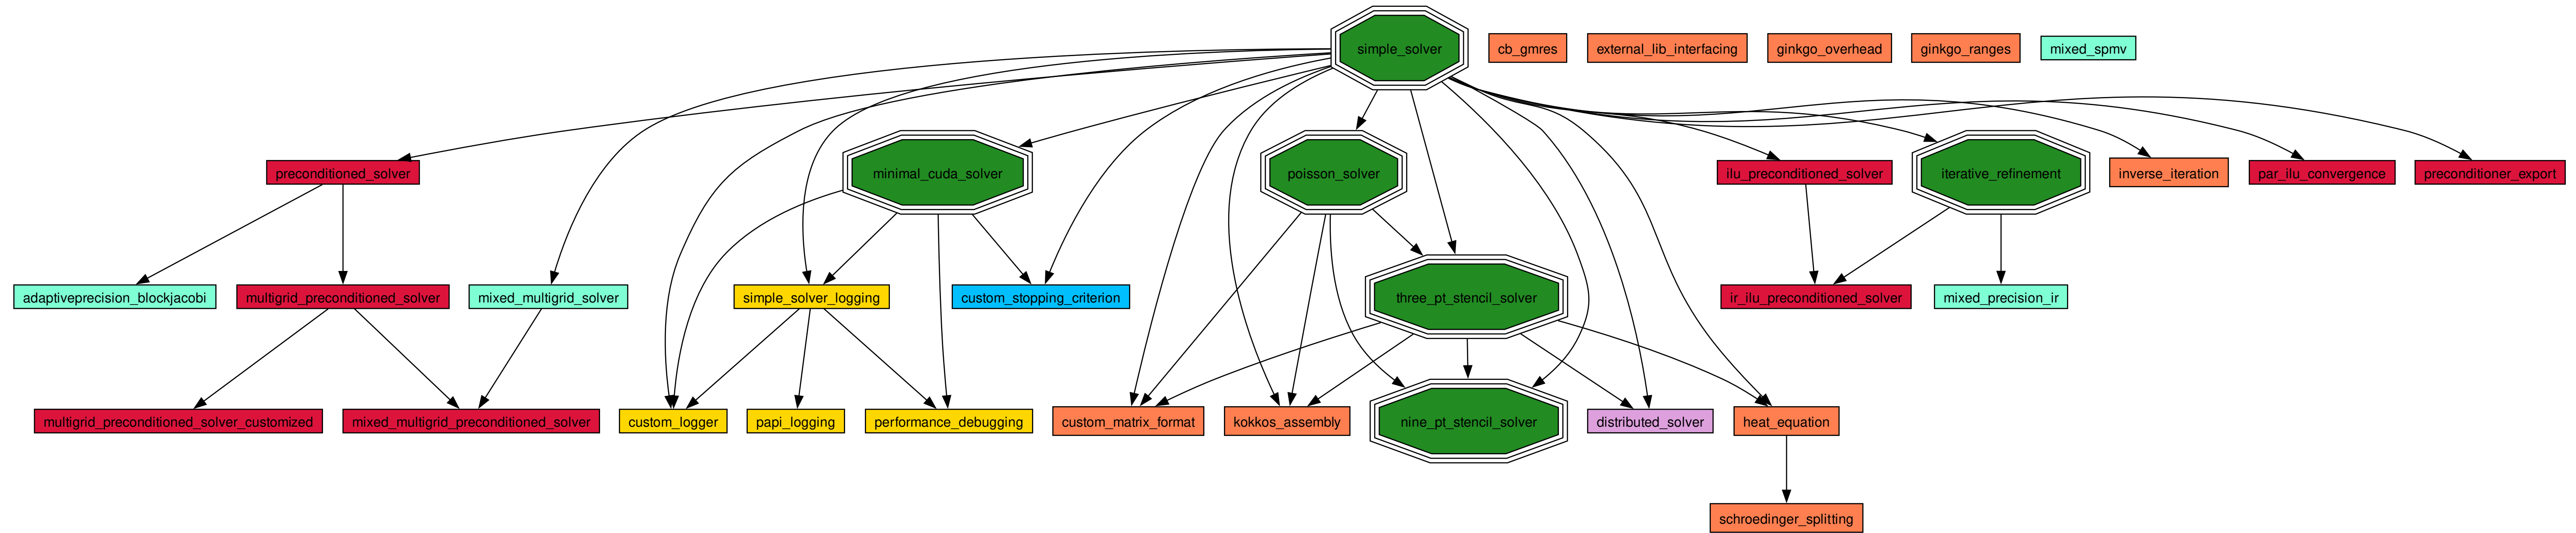 simple_solver
cb_gmres
external_lib_interfacing
ginkgo_overhead
ginkgo_ranges
mixed_spmv
preconditioned_solver
minimal_cuda_solver
poisson_solver
ilu_preconditioned_solver
iterative_refinement
inverse_iteration
par_ilu_convergence
preconditioner_export
adaptiveprecision_blockjacobi
multigrid_preconditioned_solver
mixed_multigrid_solver
simple_solver_logging
custom_stopping_criterion
three_pt_stencil_solver
ir_ilu_preconditioned_solver
mixed_precision_ir
multigrid_preconditioned_solver_customized
mixed_multigrid_preconditioned_solver
custom_logger
papi_logging
performance_debugging
custom_matrix_format
kokkos_assembly
nine_pt_stencil_solver
distributed_solver
heat_equation
schroedinger_splitting